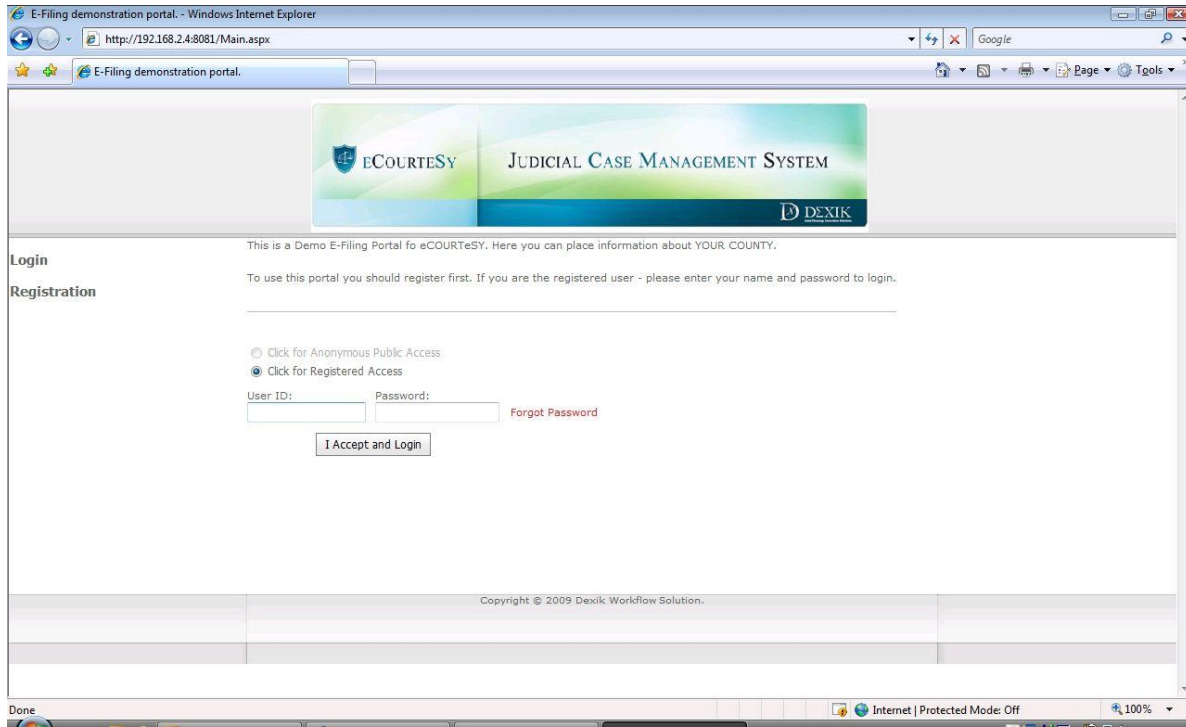 E-Filing demonstration portal. - Windows Internet Explorer
http://192.168.2.4:8081/Main.aspx
Google
E-Filing demonstration portal.
Page
Tools
eCourteSy
Judicial Case Management System
DEXIK
Login
Registration
This is a Demo E-Filing Portal fo eCOURTeSY. Here you can place information about YOUR COUNTY.
To use this portal you should register first. If you are the registered user - please enter your name and password to login.
Click for Anonymous Public Access
Click for Registered Access
User ID: Password:
Forgot Password
I Accept and Login
Copyright © 2009 Dexik Workflow Solution.
Done
Internet | Protected Mode: Off
100%